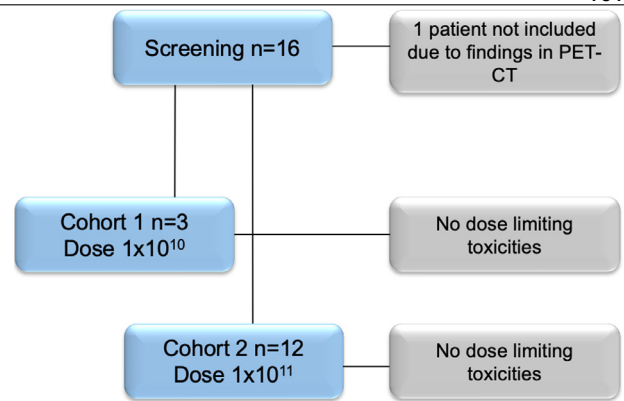 Screening n=16
1 patient not included
due to findings in PET-
CT
Cohort 1 n=3
Dose 1x10¹⁰
No dose limiting
toxicities
Cohort 2 n=12
Dose 1x10¹¹
No dose limiting
toxicities